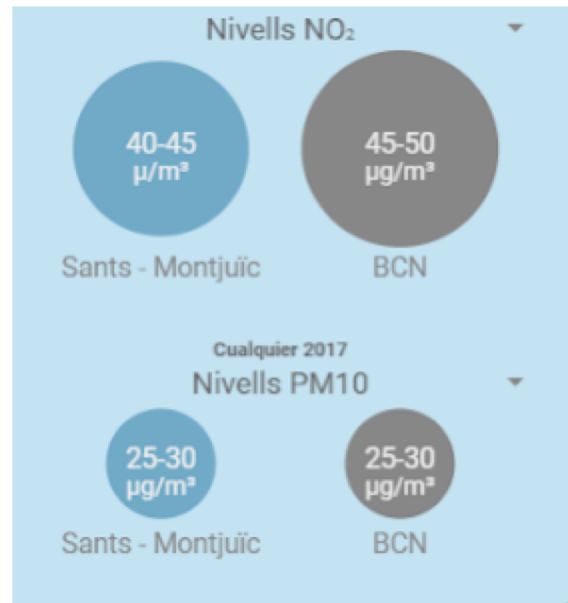 Nivells NO₂
40-45
μ/m³
45-50
μg/m³
Sants - Montjuïc
BCN
Cualquier 2017
Nivells PM10
25-30
μg/m³
25-30
μg/m³
Sants - Montjuïc
BCN